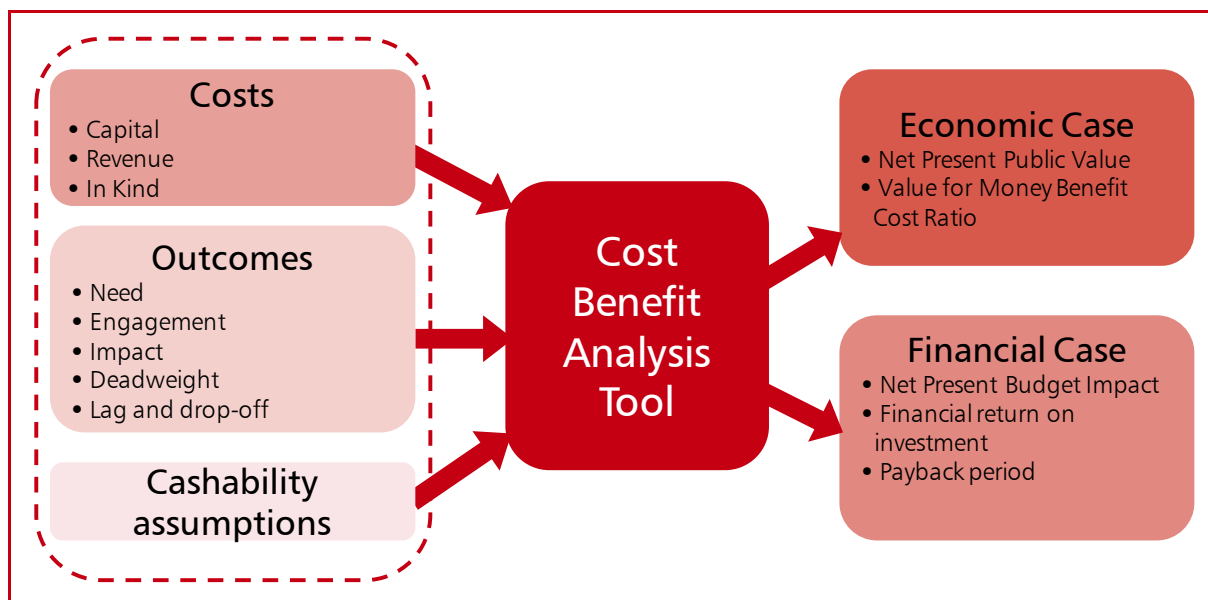 Costs
• Capital
• Revenue
• In Kind
Outcomes
• Need
• Engagement
• Impact
• Deadweight
• Lag and drop-off
Cashability
assumptions
Cost
Benefit
Analysis
Tool
Economic Case
• Net Present Public Value
• Value for Money Benefit
Cost Ratio
Financial Case
• Net Present Budget Impact
• Financial return on
investment
• Payback period